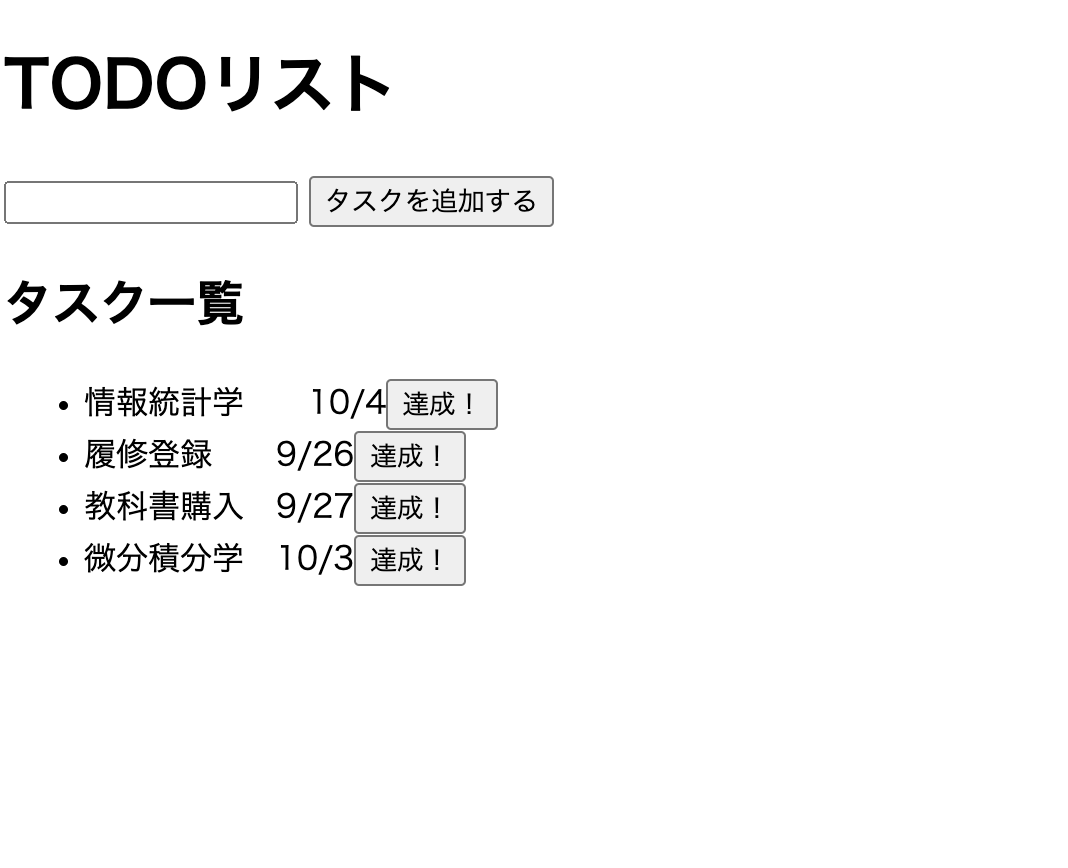 TODOリスト
タスクを追加する
タスク一覧
情報統計学　　10/4 達成！
履修登録　　9/26 達成！
教科書購入　9/27 達成！
微分積分学　10/3 達成！